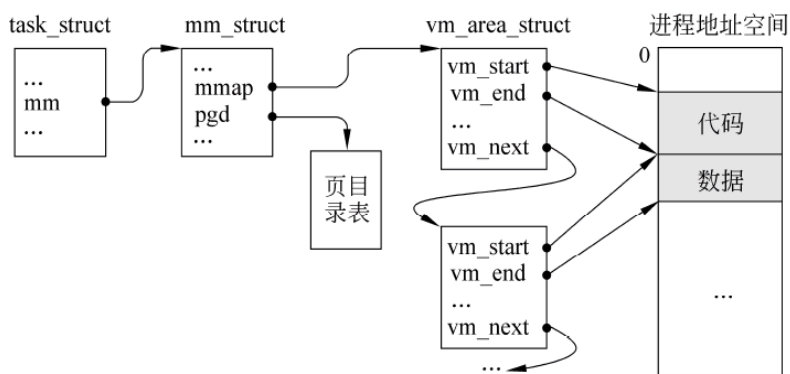 task_struct
...
mm
...
mm_struct
...
mmap
pgd
...
页目
录表
vm_area_struct
vm_start
vm_end
...
vm_next
vm_start
vm_end
...
vm_next
...
进程地址空间
0
代码
数据
...